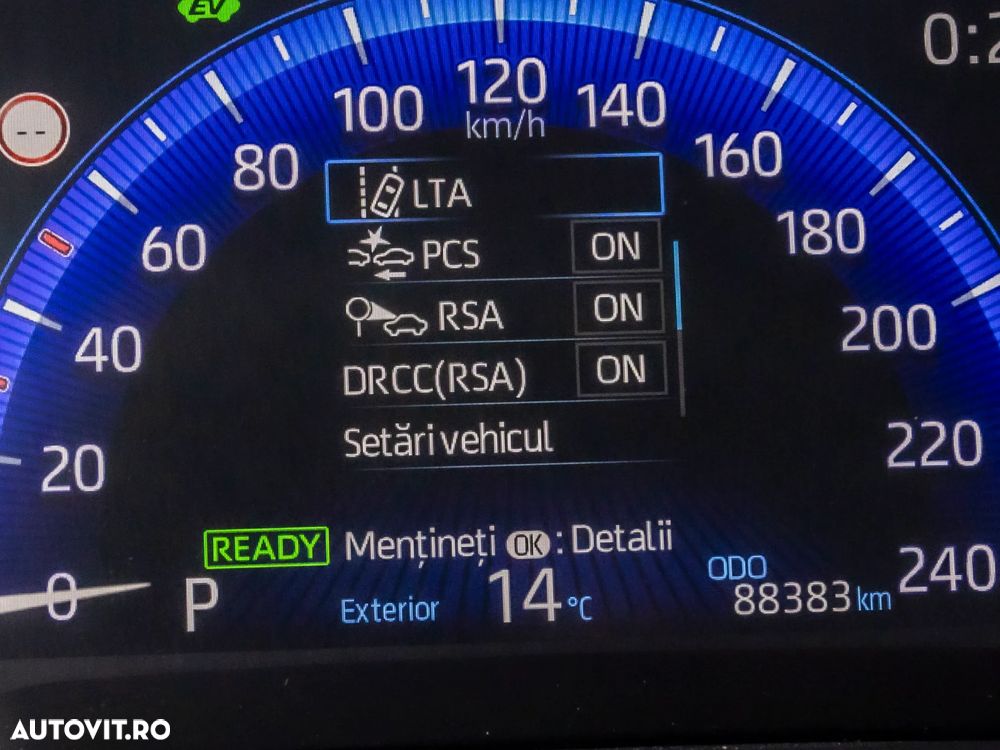 EV
0:2
100
120
140
km/h
80
160
--
LTA
60
PCS ON
180
RSA ON
40
200
DRCC(RSA) ON
Setări vehicul
20
220
READY Mențineți OK : Detalii
0
P
Exterior 14 °C
ODO
88383 km
240
AUTOVIT.RO